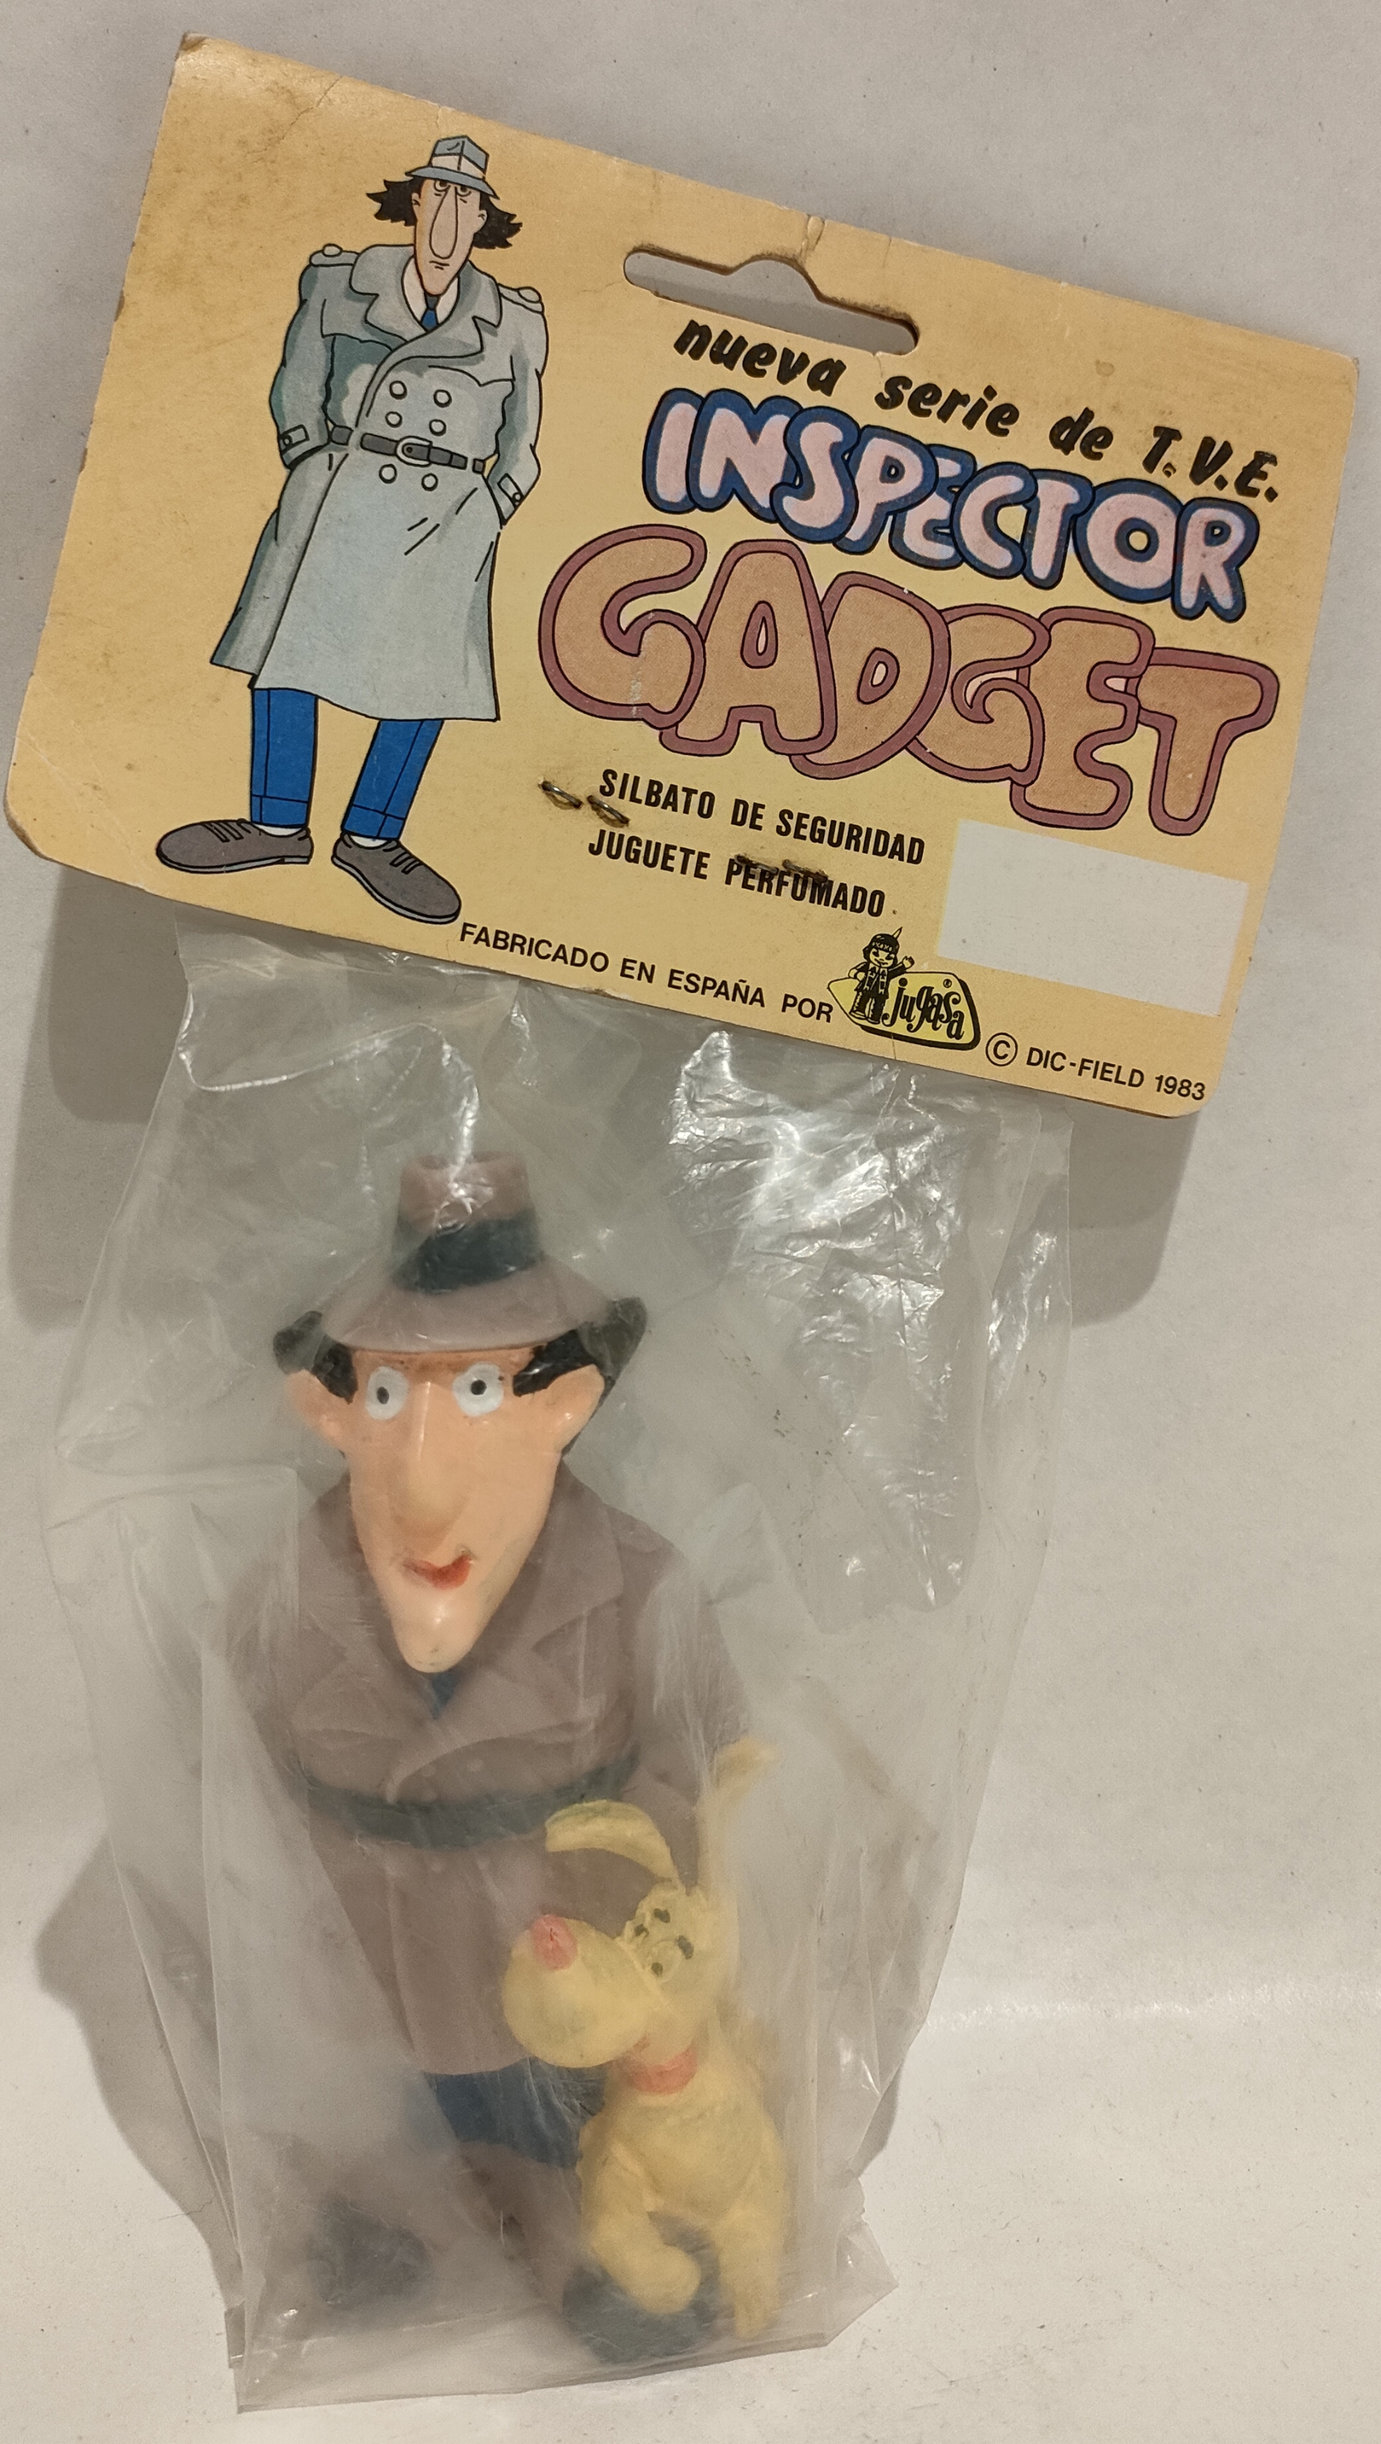 nueva serie de T.V.E.
INSPECTOR
GADGET
SILBATO DE SEGURIDAD
JUGUETE PERFUMADO.
FABRICADO EN ESPAÑA POR jugasa ® © DIC-FIELD 1983